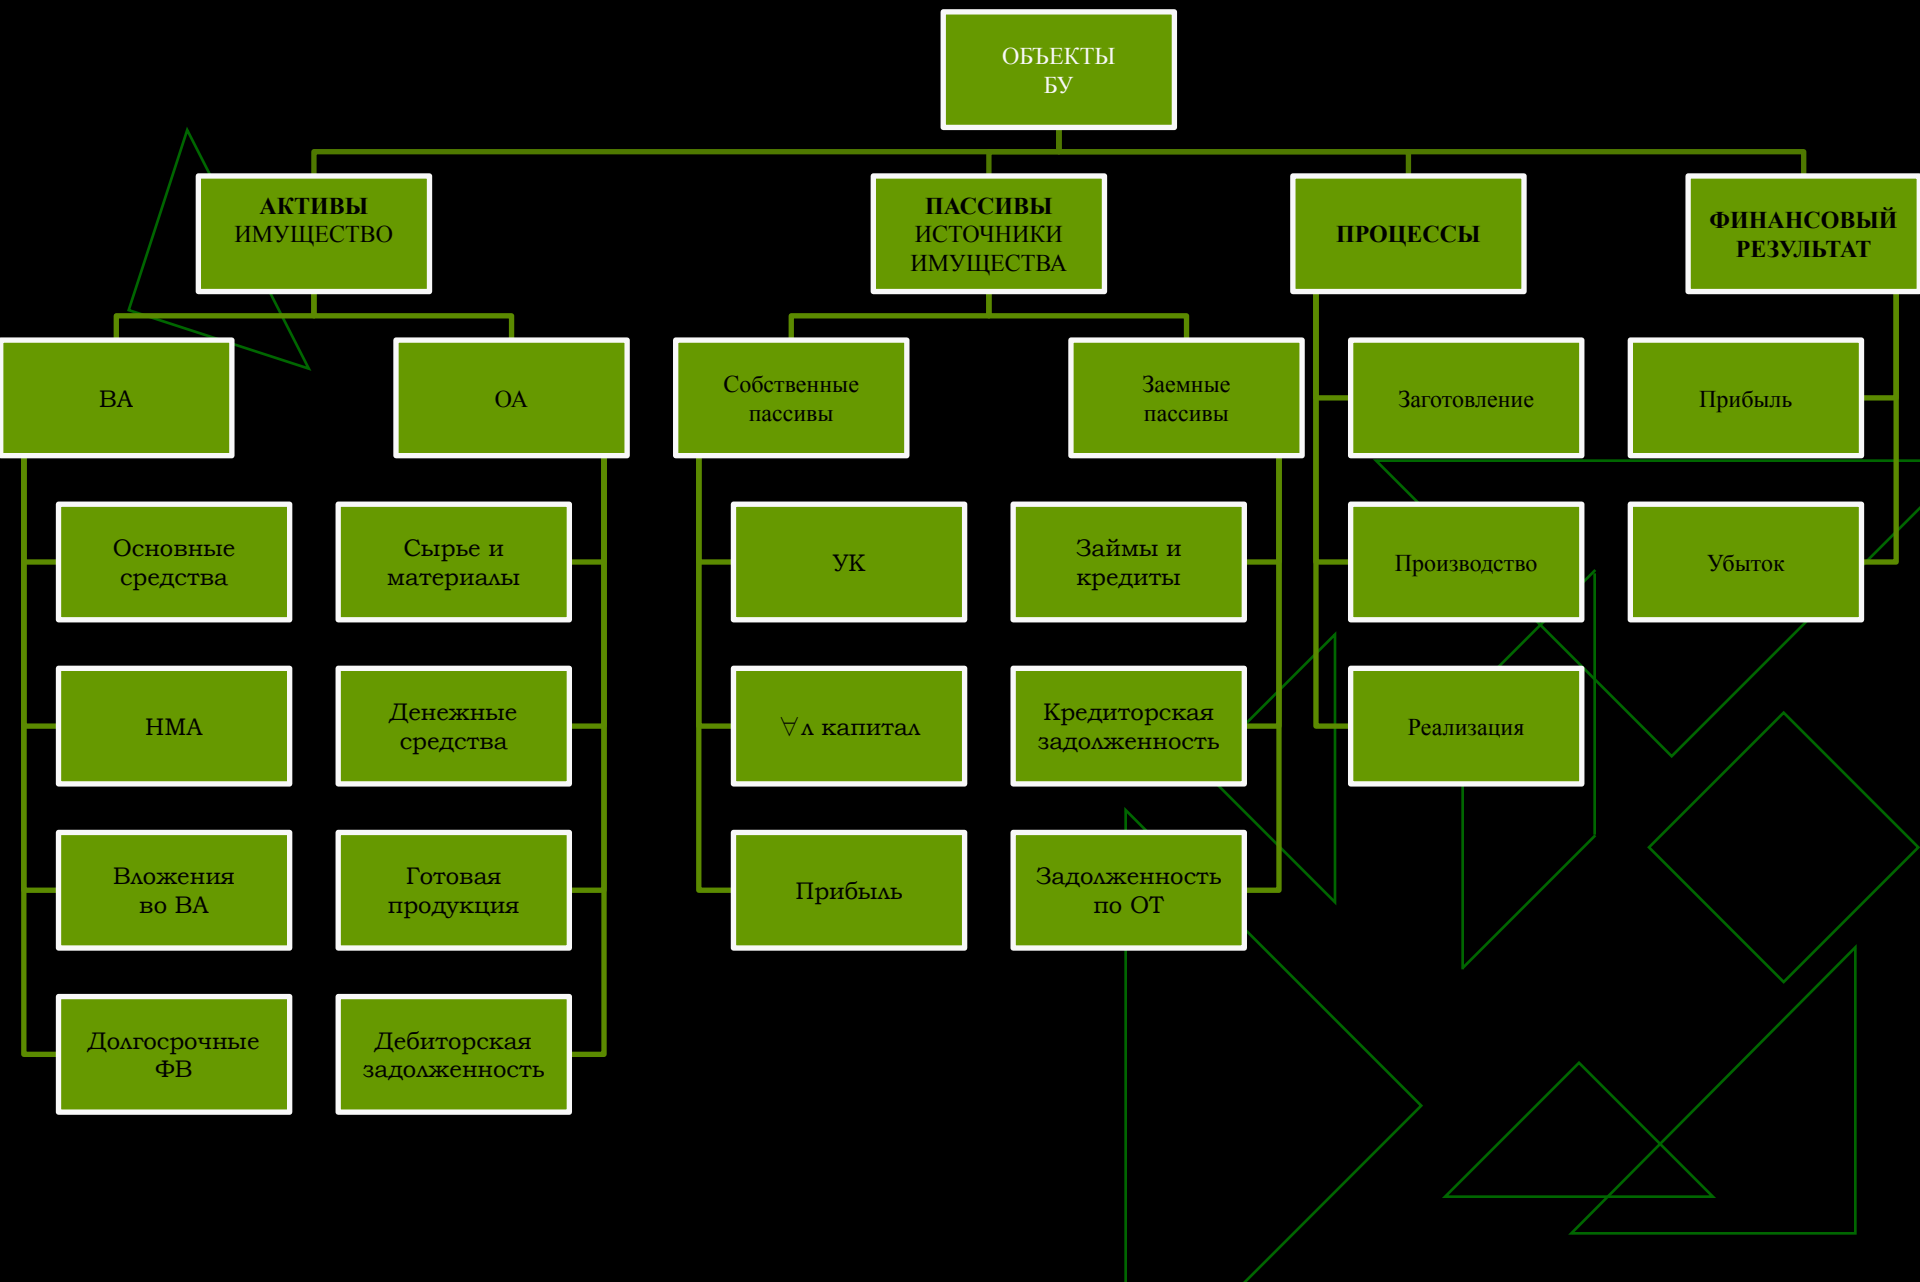 ОБЪЕКТЫ
БУ
АКТИВЫ
ИМУЩЕСТВО
ПАССИВЫ
ИСТОЧНИКИ
ИМУЩЕСТВА
ПРОЦЕССЫ
ФИНАНСОВЫЙ
РЕЗУЛЬТАТ
ВА
ОА
Собственные
пассивы
Заемные
пассивы
Заготовление
Прибыль
Основные
средства
Сырье и
материалы
УК
Займы и
кредиты
Производство
Убыток
НМА
Денежные
средства
∀л капитал
Кредиторская
задолженность
Реализация
Вложения
во ВА
Готовая
продукция
Прибыль
Задолженность
по ОТ
Долгосрочные
ФВ
Дебиторская
задолженность